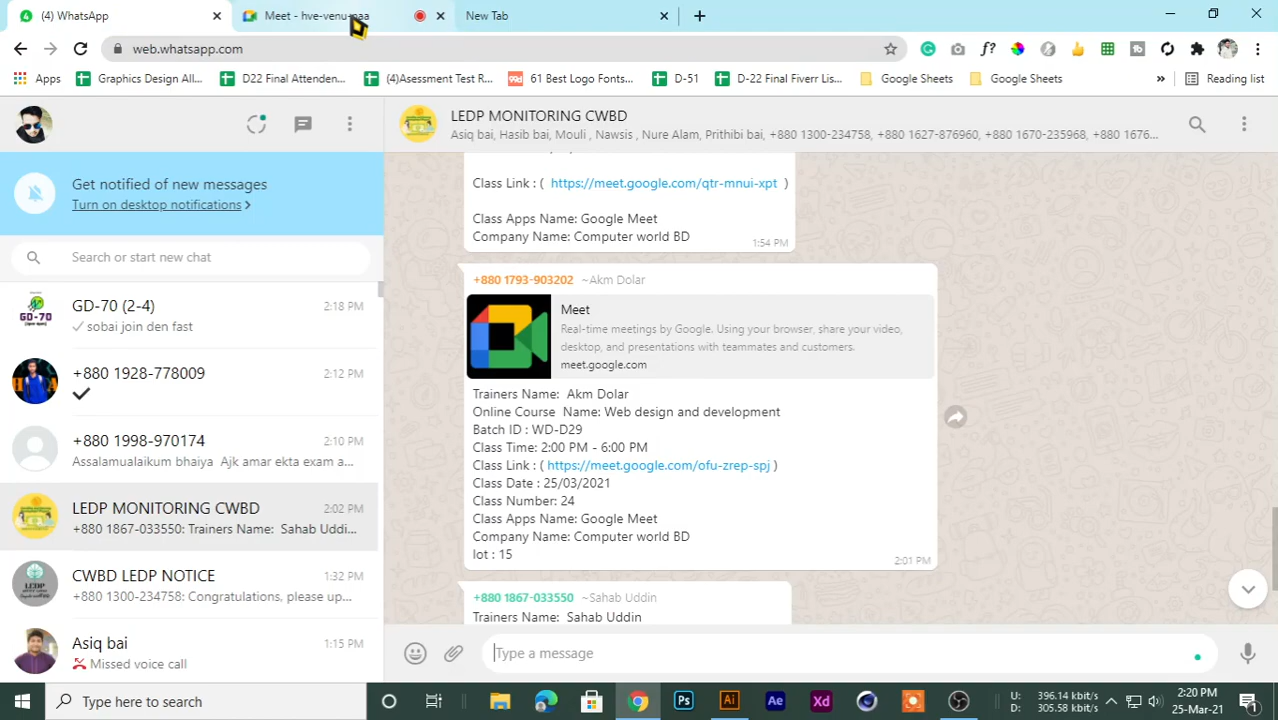 (4) WhatsApp
Meet - hve-venu-
New Tab
web.whatsapp.com
Apps
Graphics Design All...
D22 Final Attenden...
(4)Asessment Test R...
61 Best Logo Fonts...
D-51
D-22 Final Fiverr Lis...
Google Sheets
Google Sheets
»
Reading list
Get notified of new messages
Turn on desktop notifications >
Search or start new chat
GD-70 (2-4)
2:18 PM
sobai join den fast
+880 1928-778009
2:12 PM
+880 1998-970174
2:10 PM
Assalamualaikum bhaiya Ajk amar ekta exam a...
LEDP MONITORING CWBD
2:02 PM
+880 1867-033550: Trainers Name: Sahab Uddi...
CWBD LEDP NOTICE
1:32 PM
+880 1300-234758: Congratulations, please up...
Asiq bai
1:15 PM
Missed voice call
LEDP MONITORING CWBD
Asiq bai, Hasib bai, Mouli , Nawsis , Nure Alam, Prithibi bai, +880 1300-234758, +880 1627-876960, +880 1670-235968, +880 1676...
Class Link : ( https://meet.google.com/qtr-mnui-xpt )
Class Apps Name: Google Meet
Company Name: Computer world BD
1:54 PM
+880 1793-903202 ~Akm Dolar
Meet
Real-time meetings by Google. Using your browser, share your video,
desktop, and presentations with teammates and customers.
meet.google.com
Trainers Name: Akm Dolar
Online Course Name: Web design and development
Batch ID : WD-D29
Class Time: 2:00 PM - 6:00 PM
Class Link : ( https://meet.google.com/ofu-zrep-spj )
Class Date : 25/03/2021
Class Number: 24
Class Apps Name: Google Meet
Company Name: Computer world BD
lot : 15
2:01 PM
+880 1867-033550 ~Sahab Uddin
Trainers Name: Sahab Uddin
Type a message
Type here to search
Ps
Ai
Ae
Xd
U: 396.14 kbit/s
D: 305.58 kbit/s
2:20 PM
25-Mar-21